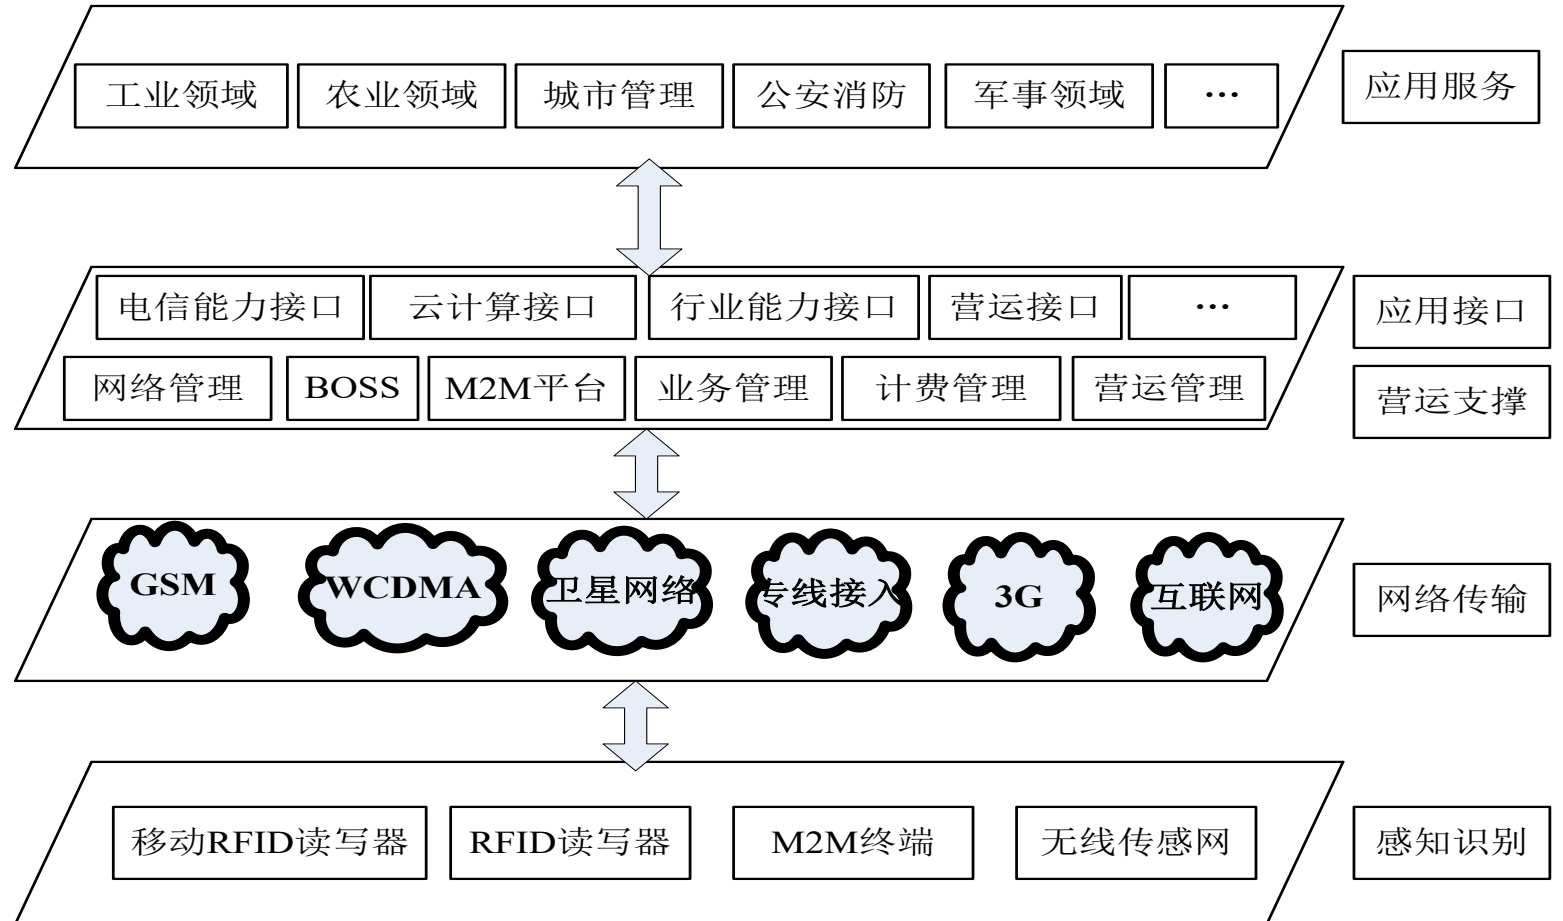 工业领域 农业领域 城市管理 公安消防 军事领域 … 应用服务
电信能力接口 云计算接口 行业能力接口 营运接口 … 应用接口
网络管理 BOSS M2M平台 业务管理 计费管理 营运管理 营运支撑
GSM WCDMA 卫星网络 专线接入 3G 互联网 网络传输
移动RFID读写器 RFID读写器 M2M终端 无线传感网 感知识别